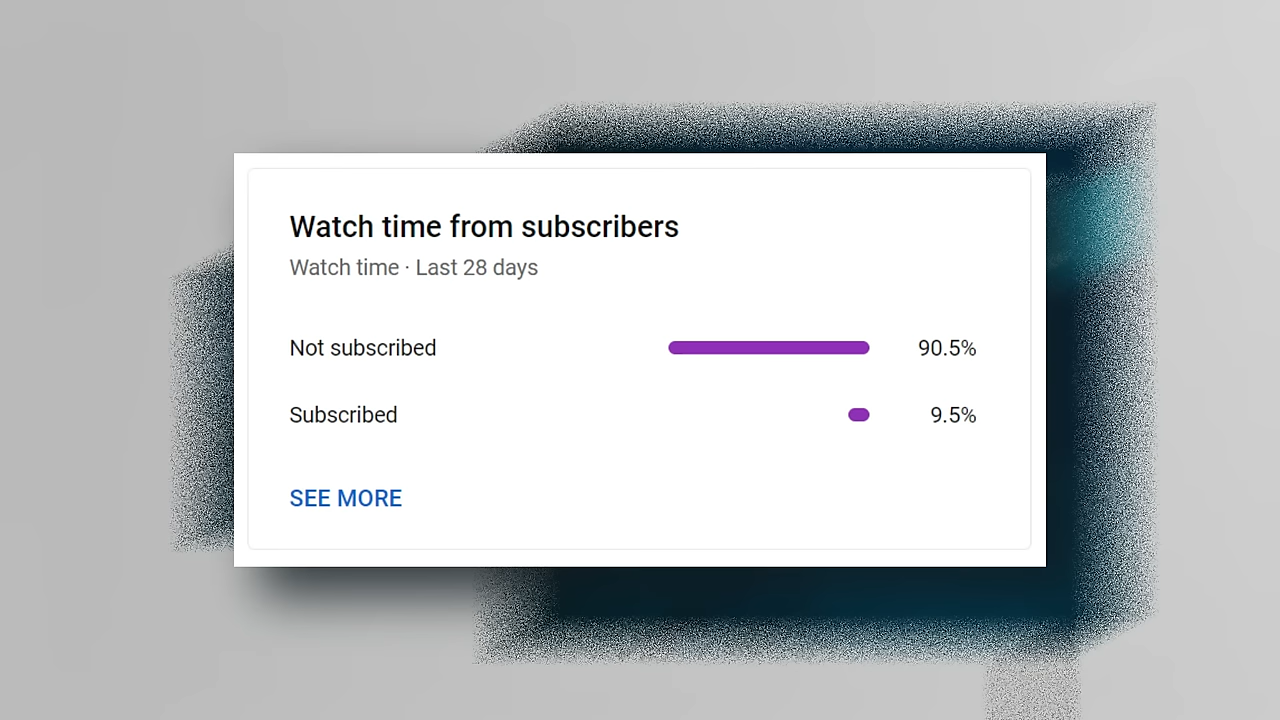 Watch time from subscribers
Watch time · Last 28 days
Not subscribed 90.5%
Subscribed 9.5%
SEE MORE